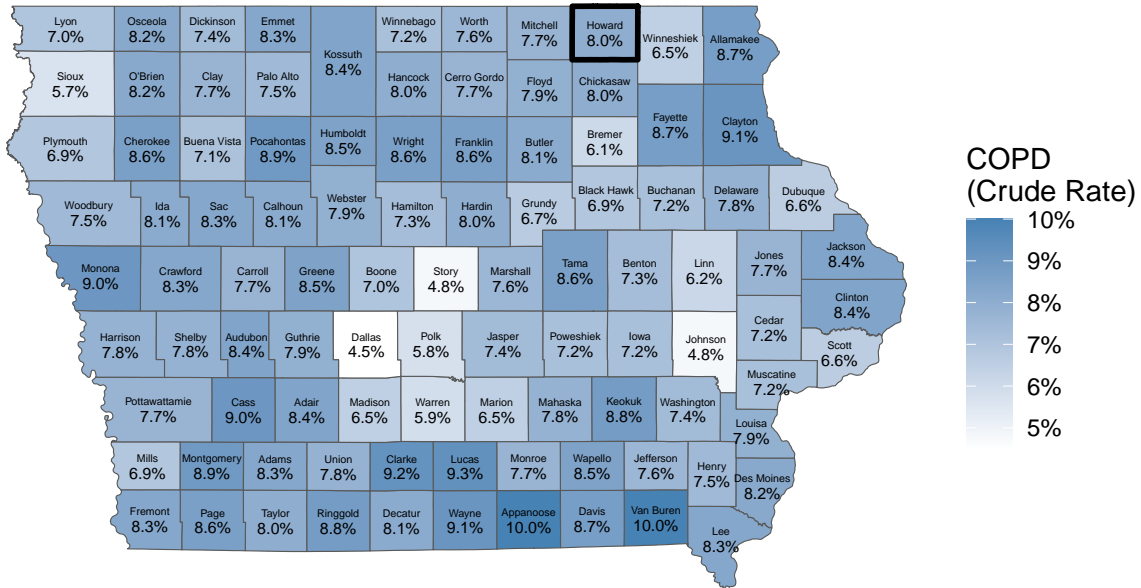 Lyon
7.0%
Osceola
8.2%
Dickinson
7.4%
Emmet
8.3%
Kossuth
8.4%
Winnebago
7.2%
Worth
7.6%
Mitchell
7.7%
Howard
8.0%
Winneshiek
6.5%
Allamakee
8.7%
Sioux
5.7%
O'Brien
8.2%
Clay
7.7%
Palo Alto
7.5%
Hancock
8.0%
Cerro Gordo
7.7%
Floyd
7.9%
Chickasaw
8.0%
Fayette
8.7%
Clayton
9.1%
Plymouth
6.9%
Cherokee
8.6%
Buena Vista
7.1%
Pocahontas
8.9%
Humboldt
8.5%
Wright
8.6%
Franklin
8.6%
Butler
8.1%
Bremer
6.1%
Woodbury
7.5%
Ida
8.1%
Sac
8.3%
Calhoun
8.1%
Webster
7.9%
Hamilton
7.3%
Hardin
8.0%
Grundy
6.7%
Black Hawk
6.9%
Buchanan
7.2%
Delaware
7.8%
Dubuque
6.6%
Monona
9.0%
Crawford
8.3%
Carroll
7.7%
Greene
8.5%
Boone
7.0%
Story
4.8%
Marshall
7.6%
Tama
8.6%
Benton
7.3%
Linn
6.2%
Jones
7.7%
Jackson
8.4%
Clinton
8.4%
Harrison
7.8%
Shelby
7.8%
Audubon
8.4%
Guthrie
7.9%
Dallas
4.5%
Polk
5.8%
Jasper
7.4%
Poweshiek
7.2%
Iowa
7.2%
Johnson
4.8%
Cedar
7.2%
Scott
6.6%
Muscatine
7.2%
Pottawattamie
7.7%
Cass
9.0%
Adair
8.4%
Madison
6.5%
Warren
5.9%
Marion
6.5%
Mahaska
7.8%
Keokuk
8.8%
Washington
7.4%
Louisa
7.9%
Mills
6.9%
Montgomery
8.9%
Adams
8.3%
Union
7.8%
Clarke
9.2%
Lucas
9.3%
Monroe
7.7%
Wapello
8.5%
Jefferson
7.6%
Henry
7.5%
Des Moines
8.2%
Fremont
8.3%
Page
8.6%
Taylor
8.0%
Ringgold
8.8%
Decatur
8.1%
Wayne
9.1%
Appanoose
10.0%
Davis
8.7%
Van Buren
10.0%
Lee
8.3%
COPD
(Crude Rate)
10%
9%
8%
7%
6%
5%